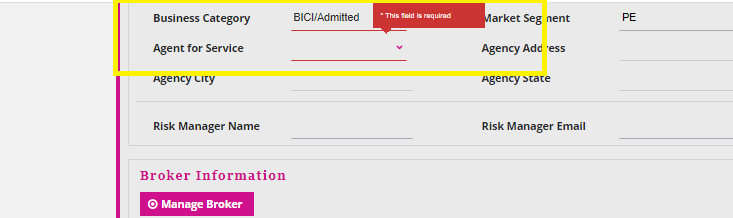 Business Category BICI/Admitted * This field is required Market Segment PE
Agent for Service Agency Address
Agency City Agency State
Risk Manager Name Risk Manager Email
Broker Information
Manage Broker